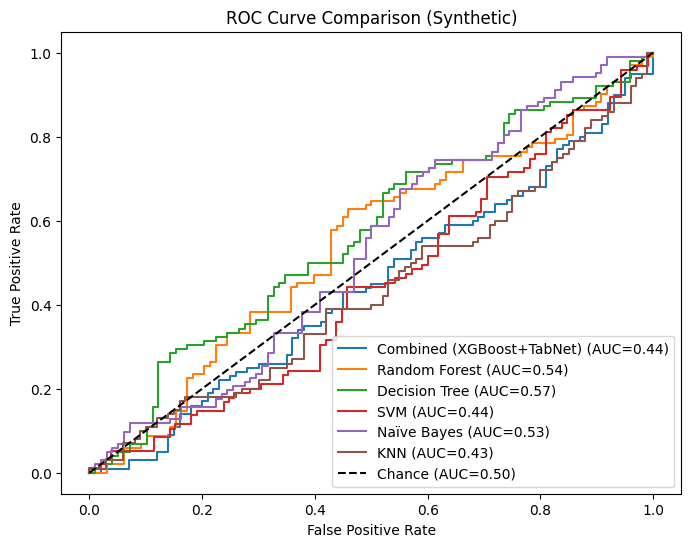 ROC Curve Comparison (Synthetic)
True Positive Rate
1.0
0.8
0.6
0.4
0.2
0.0
Combined (XGBoost+TabNet) (AUC=0.44)
Random Forest (AUC=0.54)
Decision Tree (AUC=0.57)
SVM (AUC=0.44)
Naïve Bayes (AUC=0.53)
KNN (AUC=0.43)
Chance (AUC=0.50)
0.0 0.2 0.4 0.6 0.8 1.0
False Positive Rate